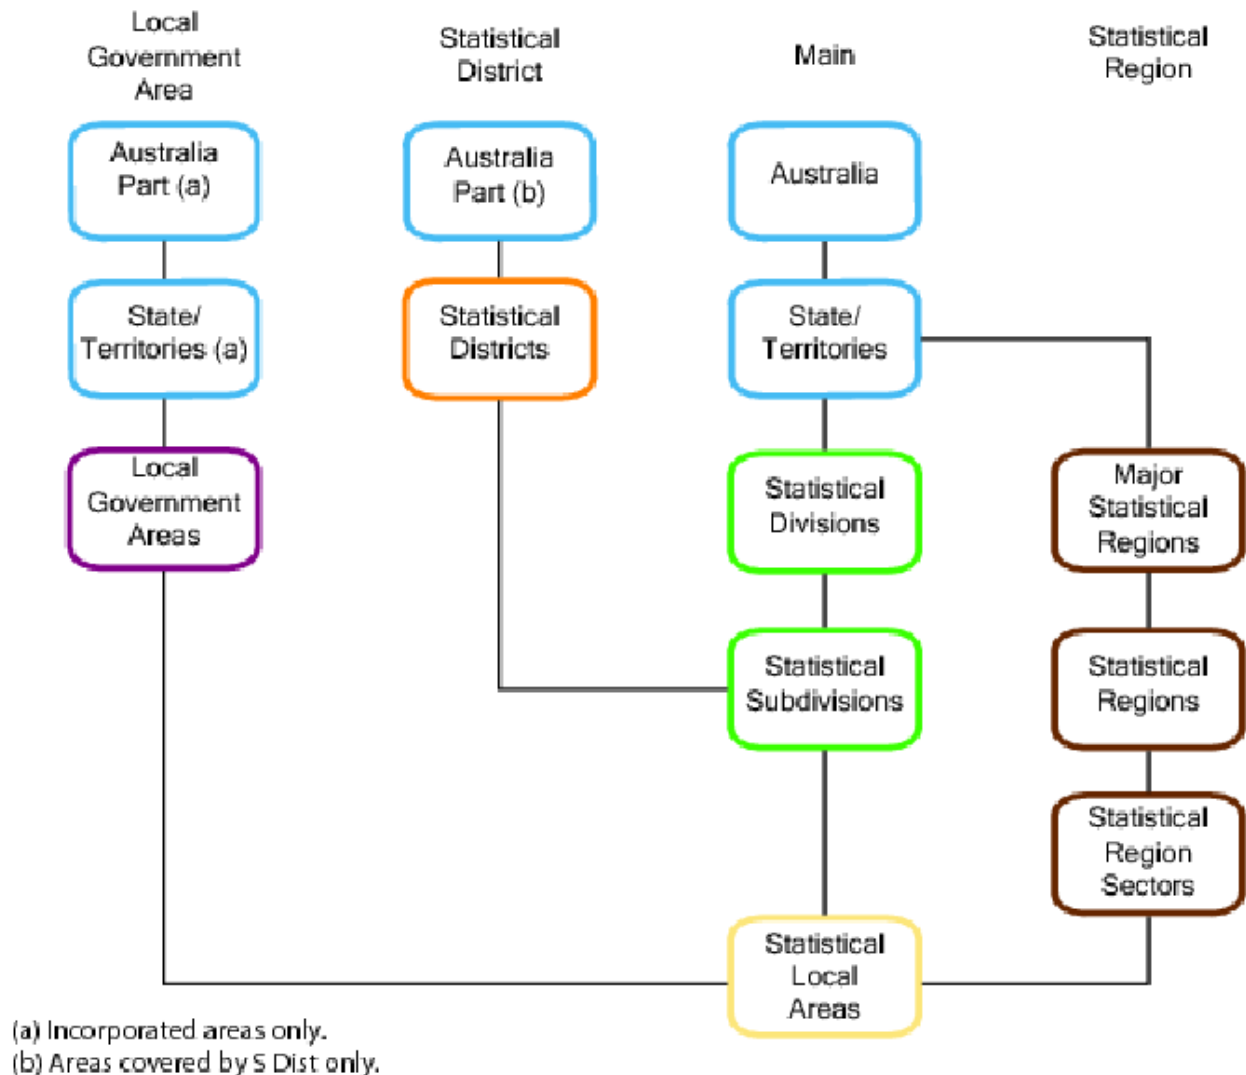 Local
Government
Area
Statistical
District
Main
Statistical
Region
Australia
Part (a)
Australia
Part (b)
Australia
State/
Territories (a)
Statistical
Districts
State/
Territories
Local
Government
Areas
Statistical
Divisions
Major
Statistical
Regions
Statistical
Subdivisions
Statistical
Regions
Statistical
Region
Sectors
Statistical
Local
Areas
(a) Incorporated areas only.
(b) Areas covered by S Dist only.